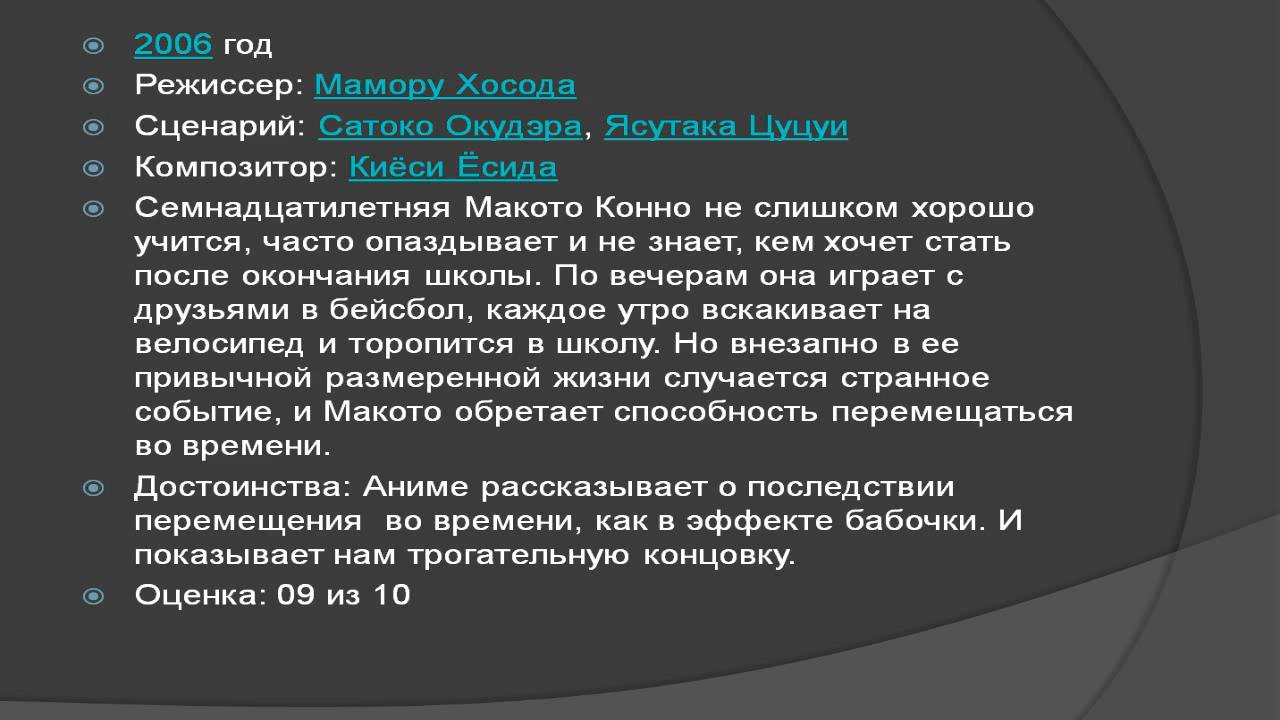 2006 год
Режиссер: Мамору Хосода
Сценарий: Сатоко Окудэра, Ясутака Цуцуи
Композитор: Киёси Ёсида
Семнадцатилетняя Макото Конно не слишком хорошо
учится, часто опаздывает и не знает, кем хочет стать
после окончания школы. По вечерам она играет с
друзьями в бейсбол, каждое утро вскакивает на
велосипед и торопится в школу. Но внезапно в ее
привычной размеренной жизни случается странное
событие, и Макото обретает способность перемещаться
во времени.
Достоинства: Аниме рассказывает о последствии
перемещения  во времени, как в эффекте бабочки. И
показывает нам трогательную концовку.
Оценка: 09 из 10